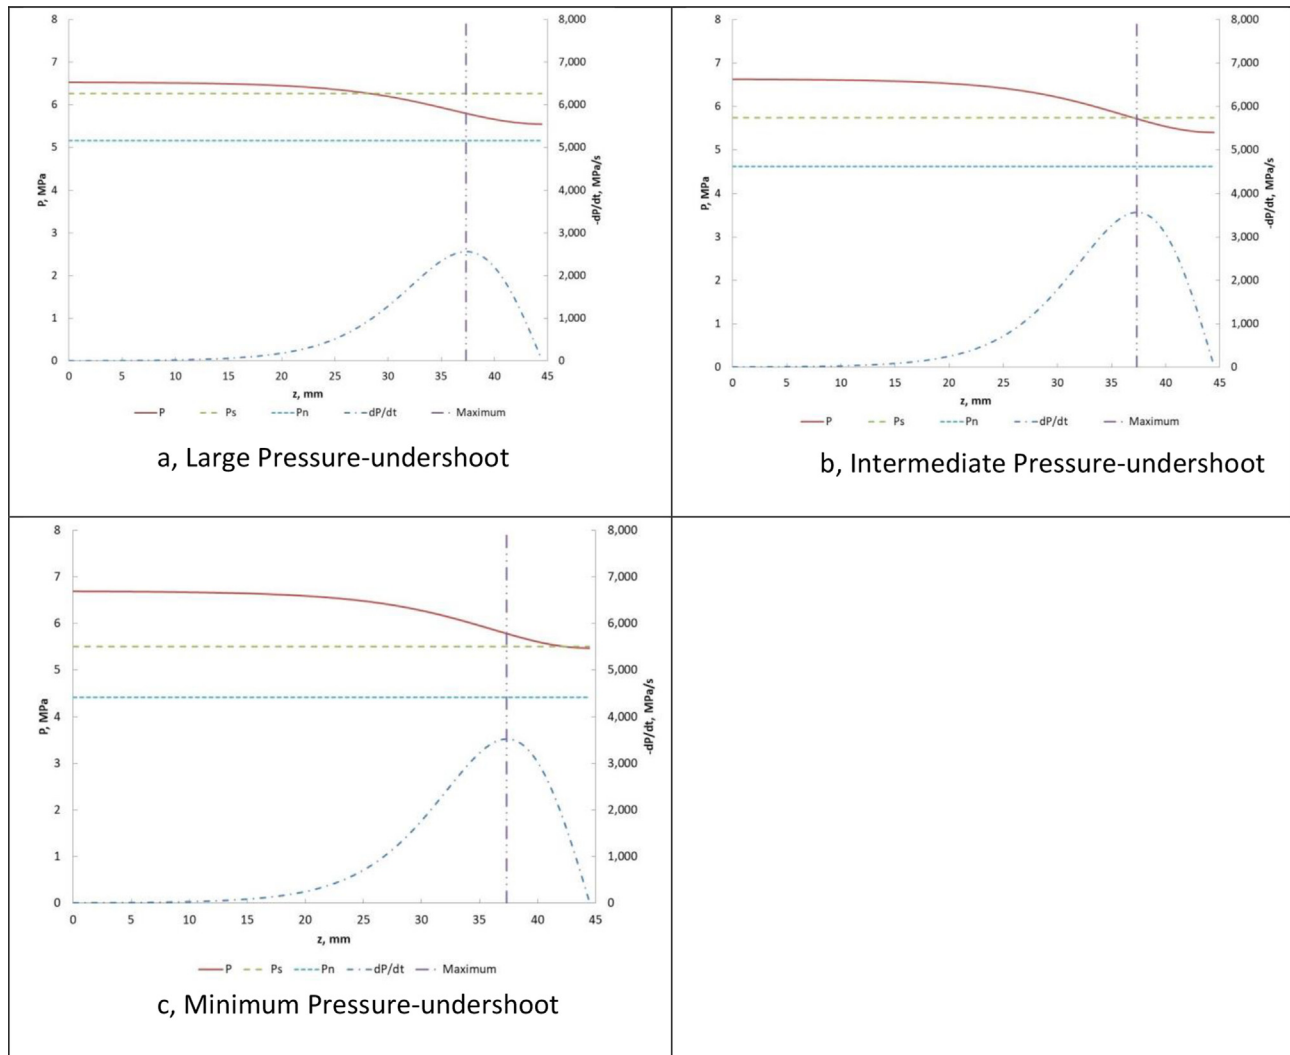 8 8,000
7 7,000
6 6,000
5 5,000
4 4,000
3 3,000
2 2,000
1 1,000
0 0
P, MPa
-dP/dt, MPa/s
0 5 10 15 20 25 30 35 40 45
z, mm
P Ps Pn dP/dt Maximum
a, Large Pressure-undershoot
8 8,000
7 7,000
6 6,000
5 5,000
4 4,000
3 3,000
2 2,000
1 1,000
0 0
P, MPa
-dP/dt, MPa/s
0 5 10 15 20 25 30 35 40 45
z, mm
P Ps Pn dP/dt Maximum
b, Intermediate Pressure-undershoot
8 8,000
7 7,000
6 6,000
5 5,000
4 4,000
3 3,000
2 2,000
1 1,000
0 0
P, MPa
-dP/dt, MPa/s
0 5 10 15 20 25 30 35 40 45
z, mm
P Ps Pn dP/dt Maximum
c, Minimum Pressure-undershoot